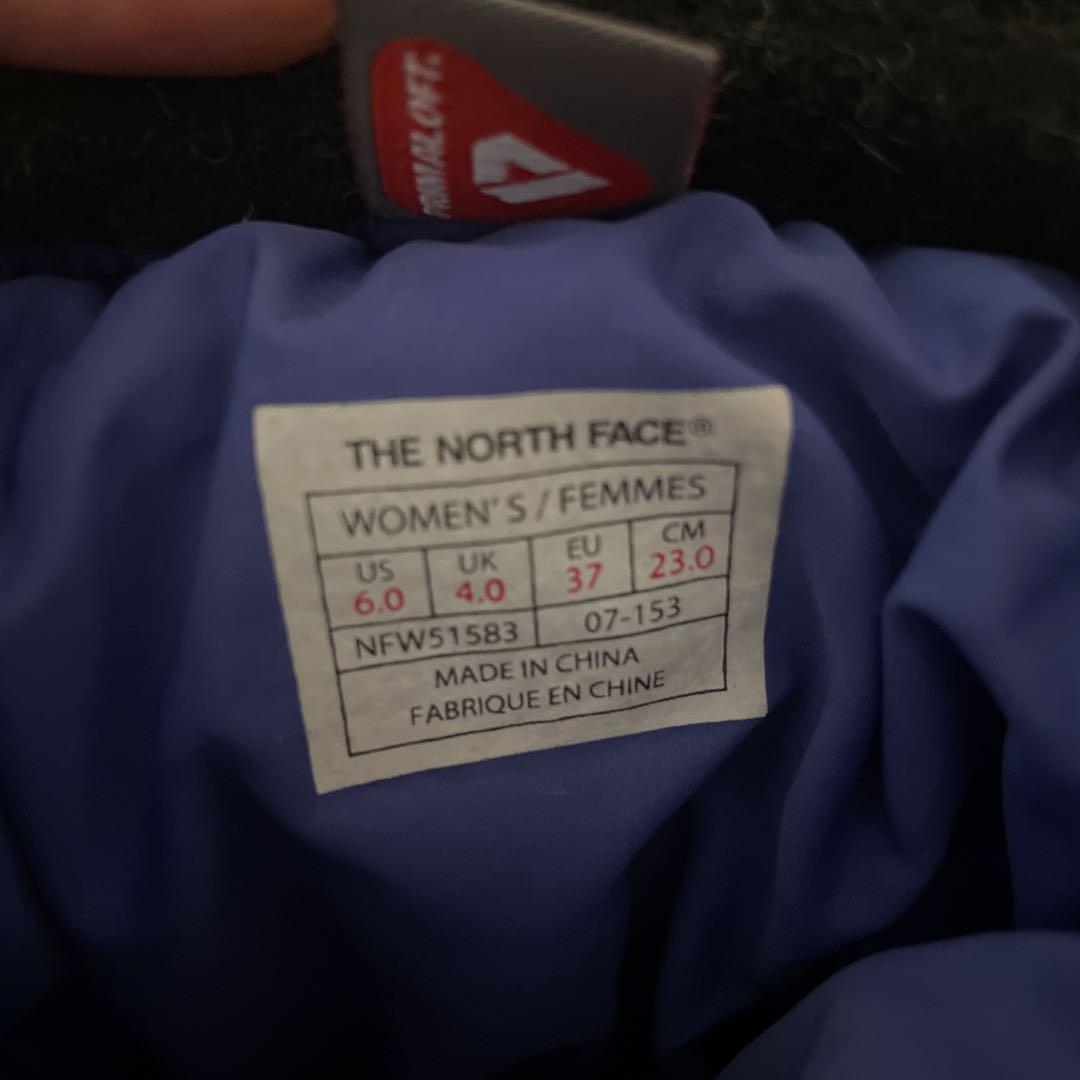 PRIMALOFT.
THE NORTH FACE®
WOMEN'S / FEMMES
US UK EU CM
6.0 4.0 37 23.0
NFW51583 07-153
MADE IN CHINA
FABRIQUE EN CHINE